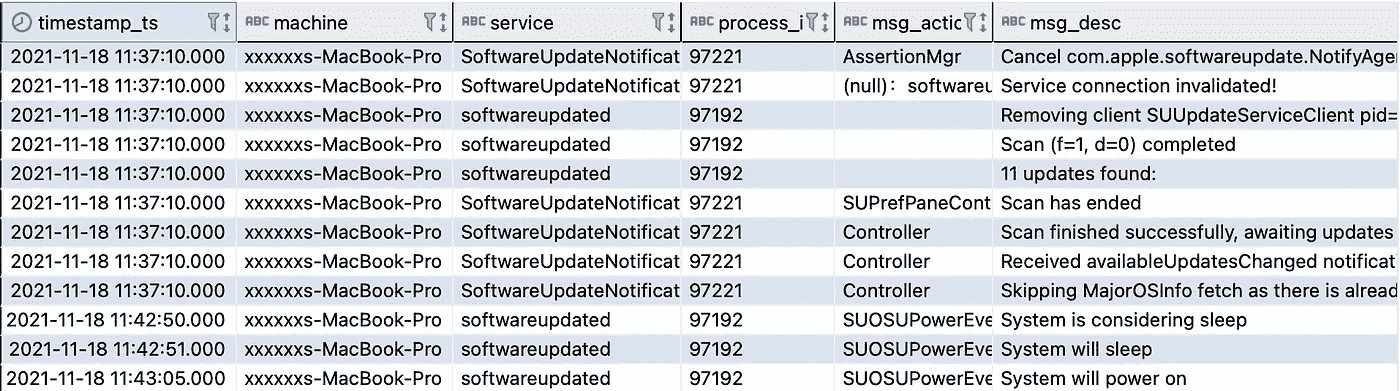 timestamp_ts ABC machine ABC service ABC process_i ABC msg_actic ABC msg_desc
2021-11-18 11:37:10.000 xxxxxxs-MacBook-Pro SoftwareUpdateNotificat 97221 AssertionMgr Cancel com.apple.softwareupdate.NotifyAge
2021-11-18 11:37:10.000 xxxxxxs-MacBook-Pro SoftwareUpdateNotificat 97221 (null): softwareu Service connection invalidated!
2021-11-18 11:37:10.000 xxxxxxs-MacBook-Pro softwareupdated 97192 Removing client SUUpdateServiceClient pid=
2021-11-18 11:37:10.000 xxxxxxs-MacBook-Pro softwareupdated 97192 Scan (f=1, d=0) completed
2021-11-18 11:37:10.000 xxxxxxs-MacBook-Pro softwareupdated 97192 11 updates found:
2021-11-18 11:37:10.000 xxxxxxs-MacBook-Pro SoftwareUpdateNotificat 97221 SUPrefPaneCont Scan has ended
2021-11-18 11:37:10.000 xxxxxxs-MacBook-Pro SoftwareUpdateNotificat 97221 Controller Scan finished successfully, awaiting updates
2021-11-18 11:37:10.000 xxxxxxs-MacBook-Pro SoftwareUpdateNotificat 97221 Controller Received availableUpdatesChanged notificat
2021-11-18 11:37:10.000 xxxxxxs-MacBook-Pro SoftwareUpdateNotificat 97221 Controller Skipping MajorOSInfo fetch as there is alread
2021-11-18 11:42:50.000 xxxxxxs-MacBook-Pro softwareupdated 97192 SUOSUPowerEve System is considering sleep
2021-11-18 11:42:51.000 xxxxxxs-MacBook-Pro softwareupdated 97192 SUOSUPowerEve System will sleep
2021-11-18 11:43:05.000 xxxxxxs-MacBook-Pro softwareupdated 97192 SUOSUPowerEve System will power on